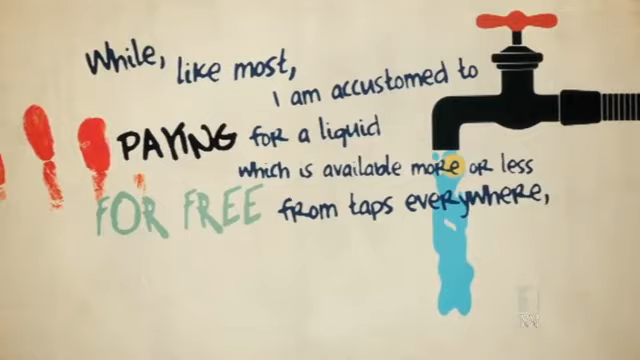 While, like most,
I am accustomed to
PAYING for a liquid
which is available more or less
FOR FREE from taps everywhere,